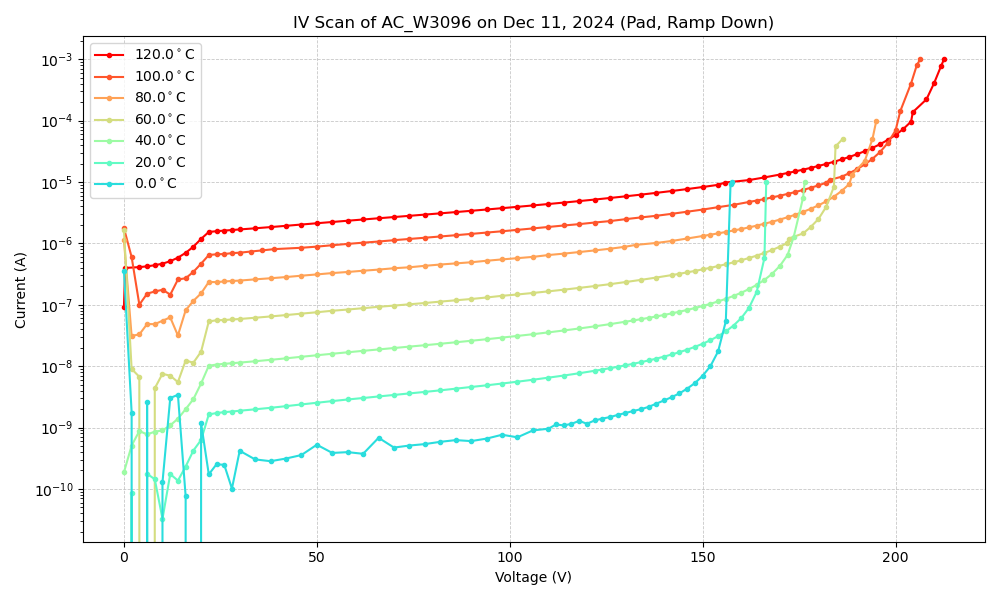 IV Scan of AC_W3096 on Dec 11, 2024 (Pad, Ramp Down)
120.0°C
100.0°C
80.0°C
60.0°C
40.0°C
20.0°C
0.0°C
10⁻³
10⁻⁴
10⁻⁵
10⁻⁶
10⁻⁷
10⁻⁸
10⁻⁹
10⁻¹⁰
Current (A)
0 50 100 150 200
Voltage (V)